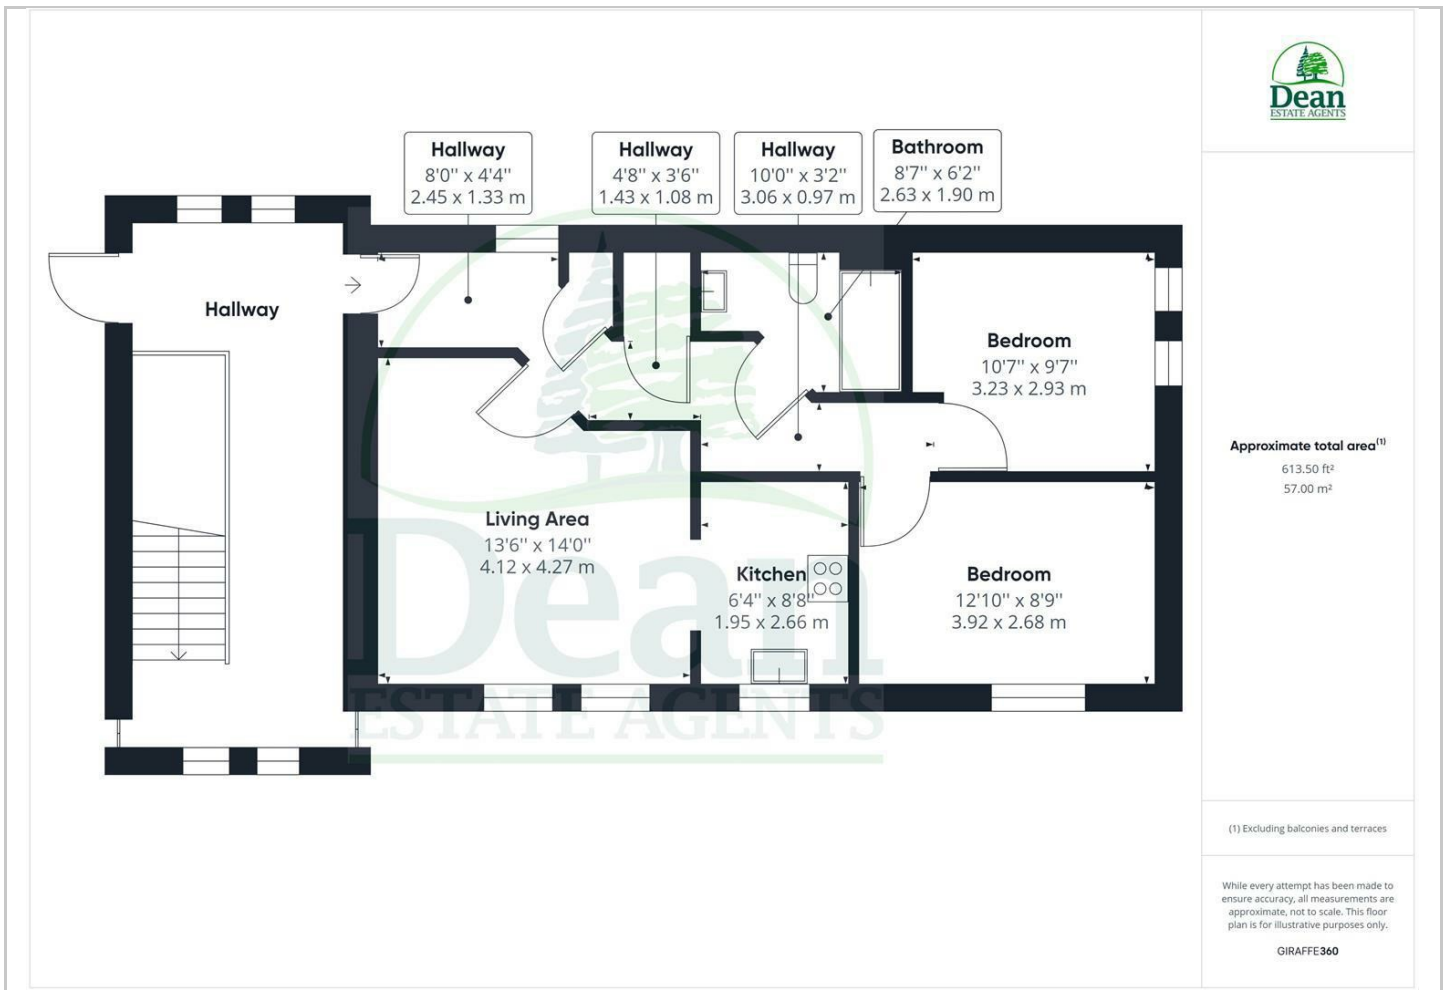 Dean
ESTATE AGENTS
Hallway
8'0'' x 4'4''
2.45 x 1.33 m
Hallway
4'8'' x 3'6''
1.43 x 1.08 m
Hallway
10'0'' x 3'2''
3.06 x 0.97 m
Bathroom
8'7'' x 6'2''
2.63 x 1.90 m
Hallway
Bedroom
10'7'' x 9'7''
3.23 x 2.93 m
Living Area
13'6'' x 14'0''
4.12 x 4.27 m
Kitchen
6'4'' x 8'8''
1.95 x 2.66 m
Bedroom
12'10'' x 8'9''
3.92 x 2.68 m
Dean
ESTATE AGENTS
Approximate total area(1)
613.50 ft²
57.00 m²
(1) Excluding balconies and terraces
While every attempt has been made to
ensure accuracy, all measurements are
approximate, not to scale. This floor
plan is for illustrative purposes only.
GIRAFFE360